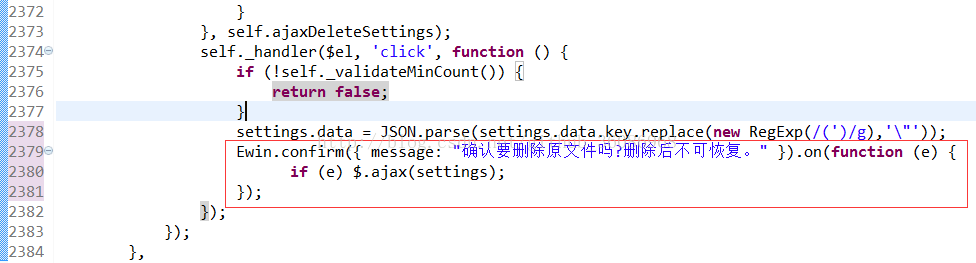 2372 }
2373 }, self.ajaxDeleteSettings);
2374 self._handler($el, 'click', function () {
2375 if (!self._validateMinCount()) {
2376 return false;
2377 }
2378 settings.data = JSON.parse(settings.data.key.replace(new RegExp(/(')/g),'\"'));
2379 Ewin.confirm({ message: "确认要删除原文件吗?删除后不可恢复。" }).on(function (e) {
2380 if (e) $.ajax(settings);
2381 });
2382 });
2383 });
2384 },